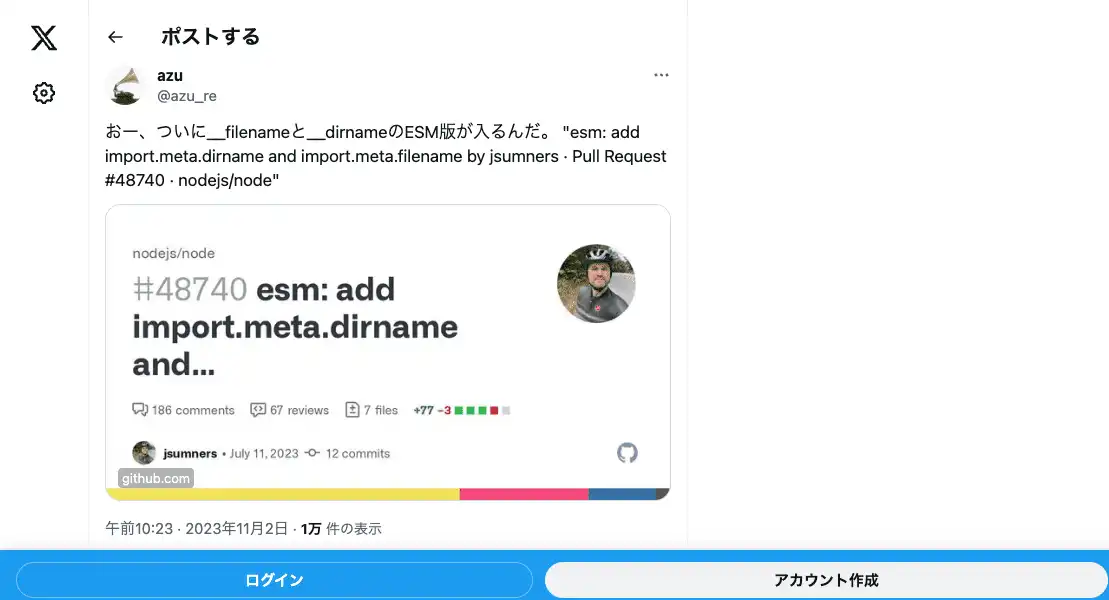 ポストする
azu
@azu_re
おー、ついに__filenameと__dirnameのESM版が入るんだ。 "esm: add
import.meta.dirname and import.meta.filename by jsumners · Pull Request
#48740 · nodejs/node"
nodejs/node
#48740 esm: add
import.meta.dirname
and...
186 comments 67 reviews 7 files +77 −3
jsumners • July 11, 2023 12 commits
github.com
午前10:23 · 2023年11月2日 · 1万 件の表示
ログイン
アカウント作成